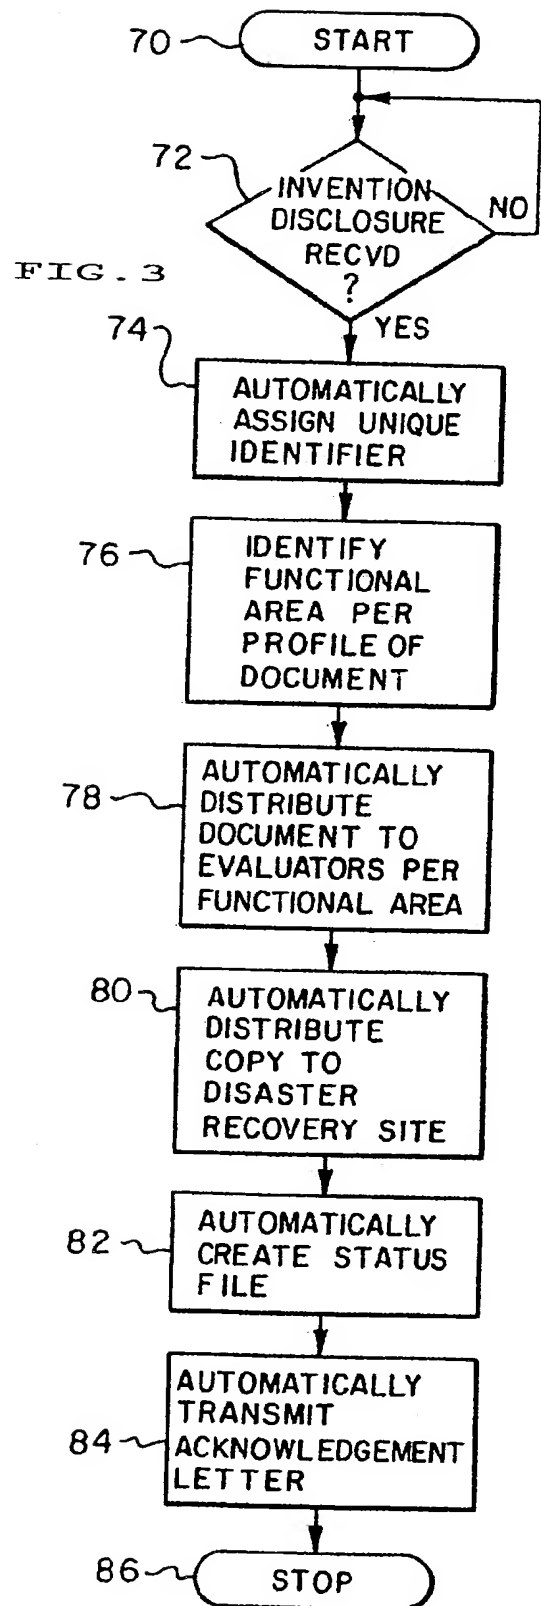 70
START
72
INVENTION
DISCLOSURE
RECVD
?
NO
FIG. 3
YES
74
AUTOMATICALLY
ASSIGN UNIQUE
IDENTIFIER
76
IDENTIFY
FUNCTIONAL
AREA PER
PROFILE OF
DOCUMENT
78
AUTOMATICALLY
DISTRIBUTE
DOCUMENT TO
EVALUATORS PER
FUNCTIONAL AREA
80
AUTOMATICALLY
DISTRIBUTE
COPY TO
DISASTER
RECOVERY SITE
82
AUTOMATICALLY
CREATE STATUS
FILE
84
AUTOMATICALLY
TRANSMIT
ACKNOWLEDGEMENT
LETTER
86
STOP